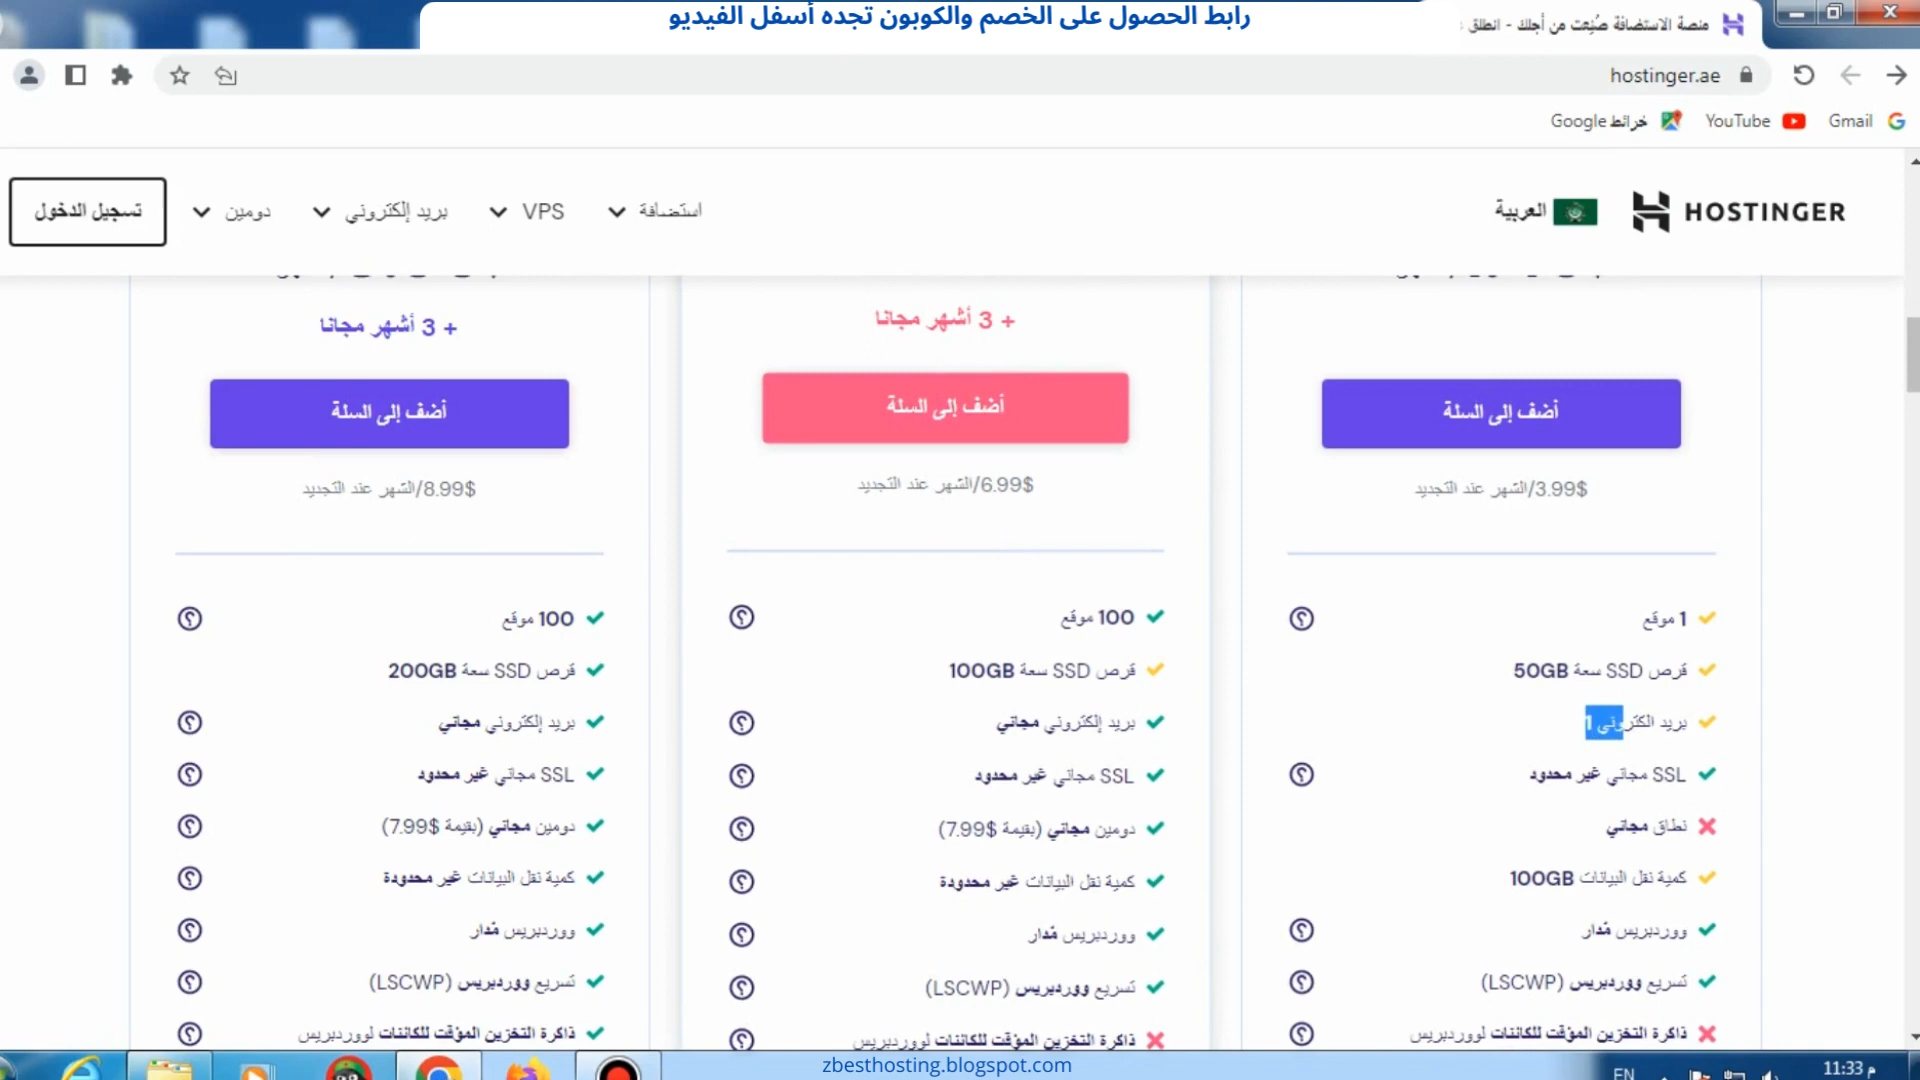 رابط الحصول على الخصم والكوبون تجده أسفل الفيديو
منصة الاستضافة صُنِعت من أجلك - انطلق
hostinger.ae
Gmail YouTube خرائط Google
HOSTINGER العربية استضافة VPS بريد إلكتروني دومين تسجيل الدخول
+ 3 أشهر مجانا
+ 3 أشهر مجانا
أضف إلى السلة
أضف إلى السلة
أضف إلى السلة
3.99$/الشهر عند التجديد
6.99$/الشهر عند التجديد
8.99$/الشهر عند التجديد
1 موقع
قرص SSD سعة 50GB
بريد الكتروني 1
SSL مجاني غير محدود
نطاق مجاني
كمية نقل البيانات 100GB
ووردبريس مُدار
تسريع ووردبريس (LSCWP)
ذاكرة التخزين المؤقت للكائنات لووردبريس
100 موقع
قرص SSD سعة 100GB
بريد إلكتروني مجاني
SSL مجاني غير محدود
دومين مجاني (بقيمة $7.99)
كمية نقل البيانات غير محدودة
ووردبريس مُدار
تسريع ووردبريس (LSCWP)
ذاكرة التخزين المؤقت للكائنات لووردبريس
100 موقع
قرص SSD سعة 200GB
بريد إلكتروني مجاني
SSL مجاني غير محدود
دومين مجاني (بقيمة $7.99)
كمية نقل البيانات غير محدودة
ووردبريس مُدار
تسريع ووردبريس (LSCWP)
ذاكرة التخزين المؤقت للكائنات لووردبريس
zbesthosting.blogspot.com
EN
11:33 م